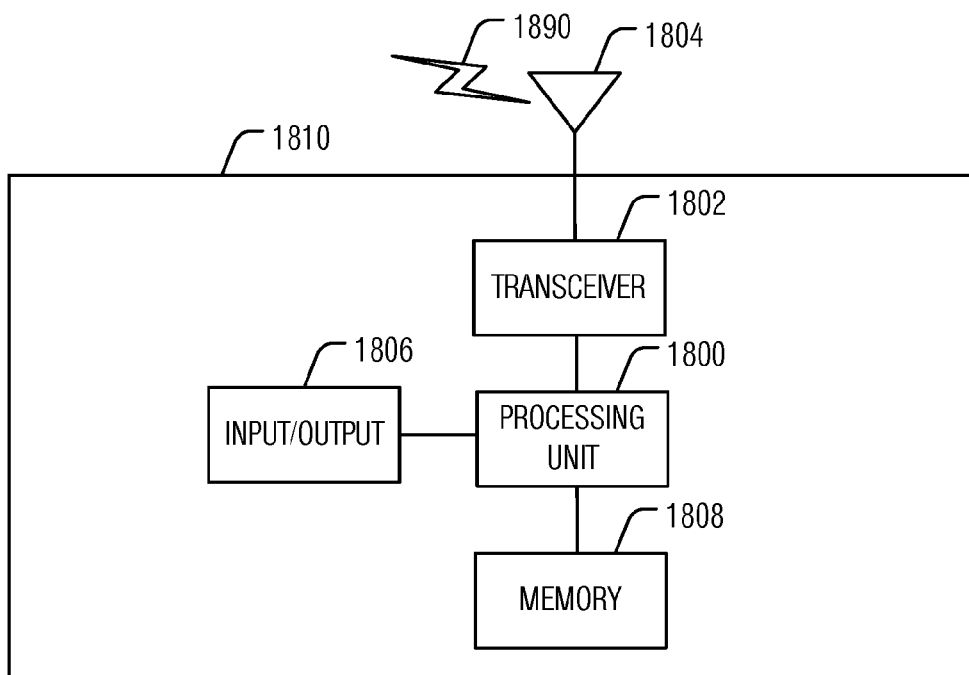 1890
1804
1810
1802
TRANSCEIVER
1806
1800
INPUT/OUTPUT
PROCESSING
UNIT
1808
MEMORY